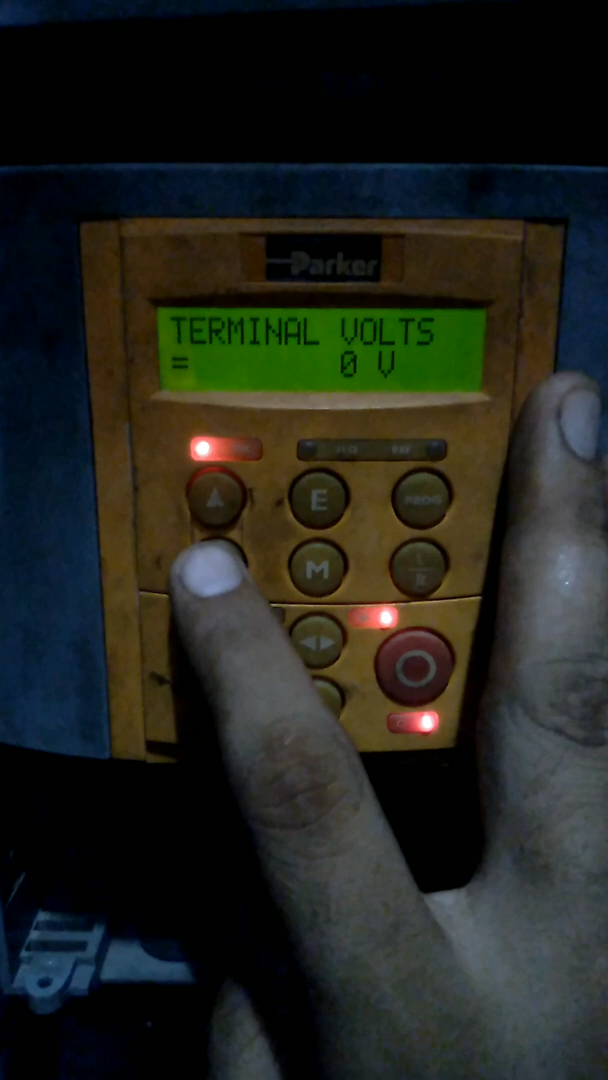 Parker
TERMINAL VOLTS
= 0 V
E
PROG
M
L
R